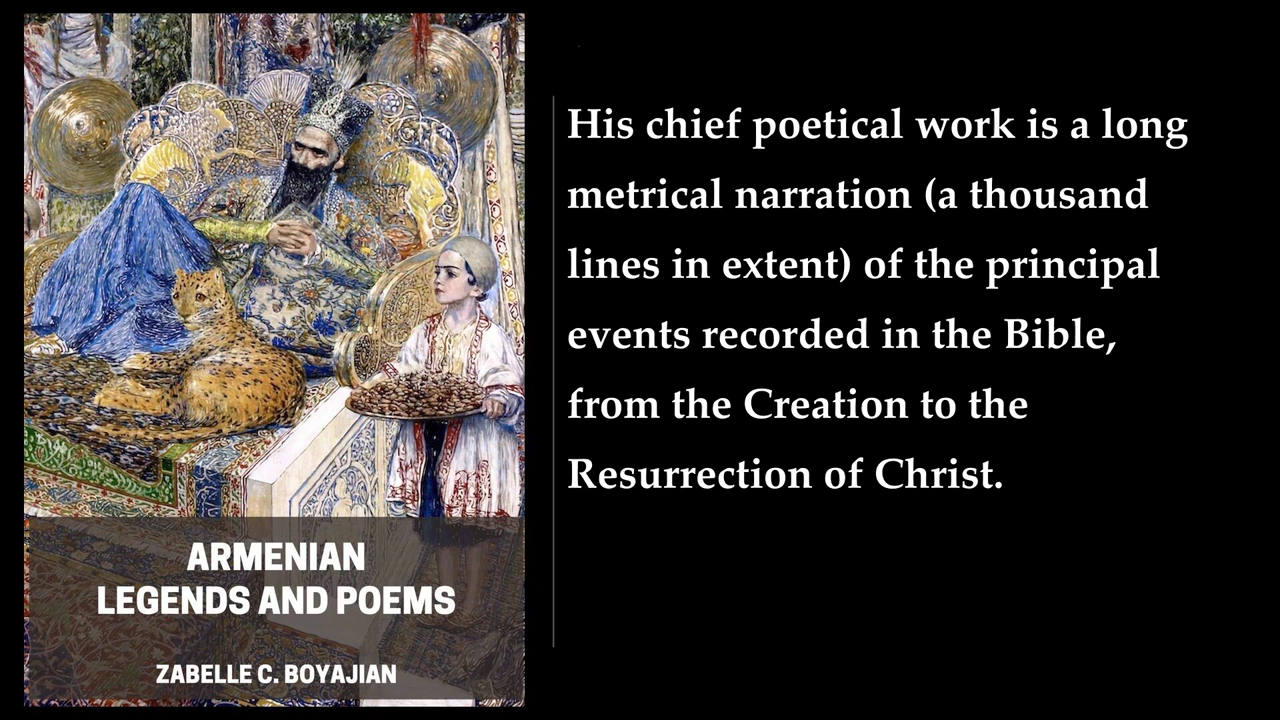 His chief poetical work is a long
metrical narration (a thousand
lines in extent) of the principal
events recorded in the Bible,
from the Creation to the
Resurrection of Christ.
ARMENIAN
LEGENDS AND POEMS
ZABELLE C. BOYAJIAN